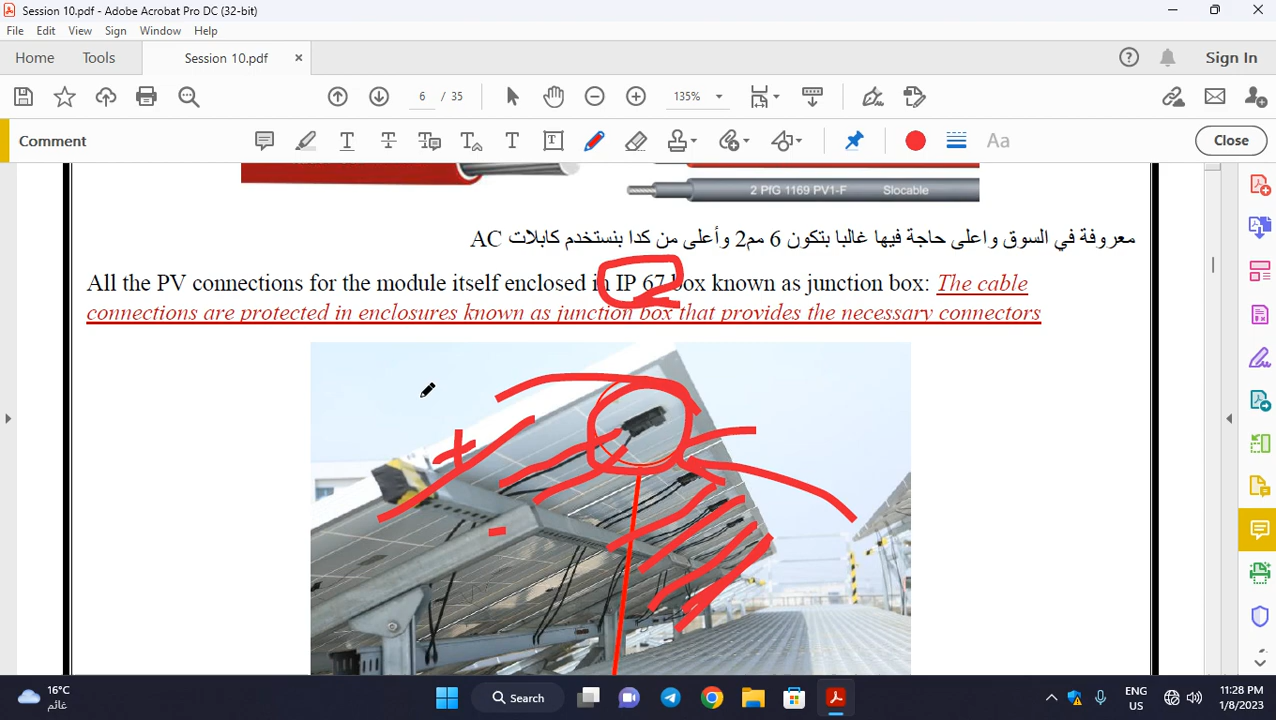 Session 10.pdf - Adobe Acrobat Pro DC (32-bit)
File Edit View Sign Window Help
Home Tools Session 10.pdf × Sign In
6 / 35 135%
Comment Aa Close
2 PfG 1169 PV1-F Slocable
معروفة في السوق واعلى حاجة فيها غالبا بتكون 6 مم2 وأعلى من كدا بنستخدم كابلات AC
All the PV connections for the module itself enclosed in IP 67 box known as junction box: The cable
connections are protected in enclosures known as junction box that provides the necessary connectors
+
-
16°C
غائم
Search
ENG
US
11:28 PM
1/8/2023